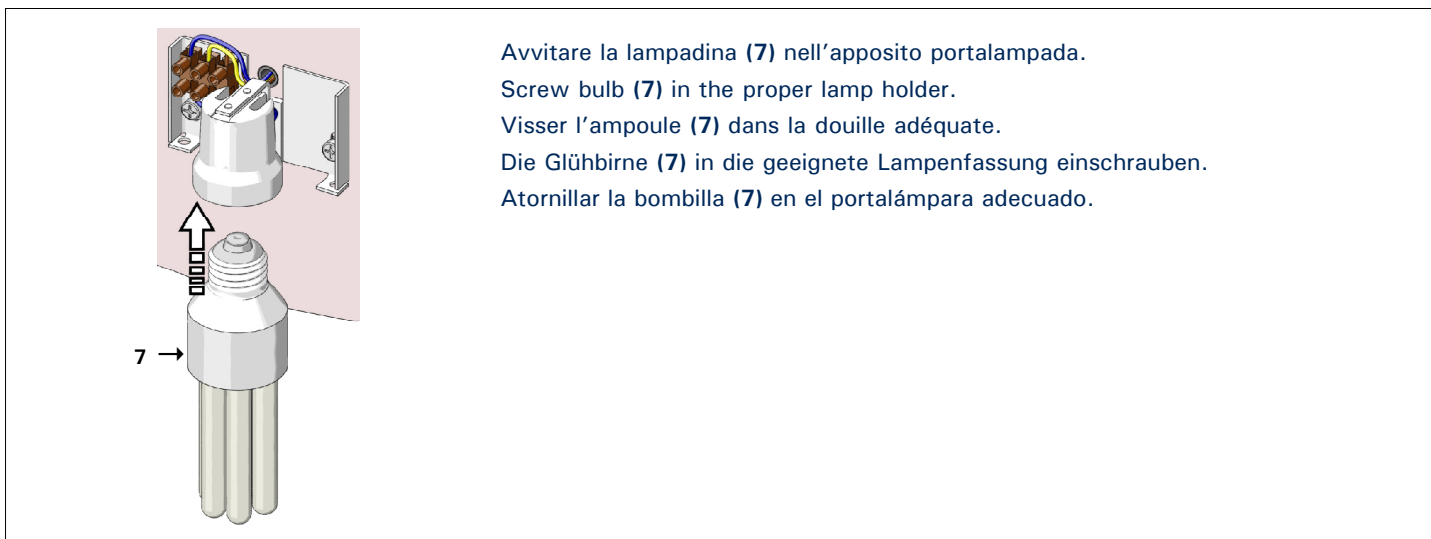 Avvitare la lampadina (7) nell’apposito portalampada.
Screw bulb (7) in the proper lamp holder.
Visser l’ampoule (7) dans la douille adéquate.
Die Glühbirne (7) in die geeignete Lampenfassung einschrauben.
Atornillar la bombilla (7) en el portalámpara adecuado.
7